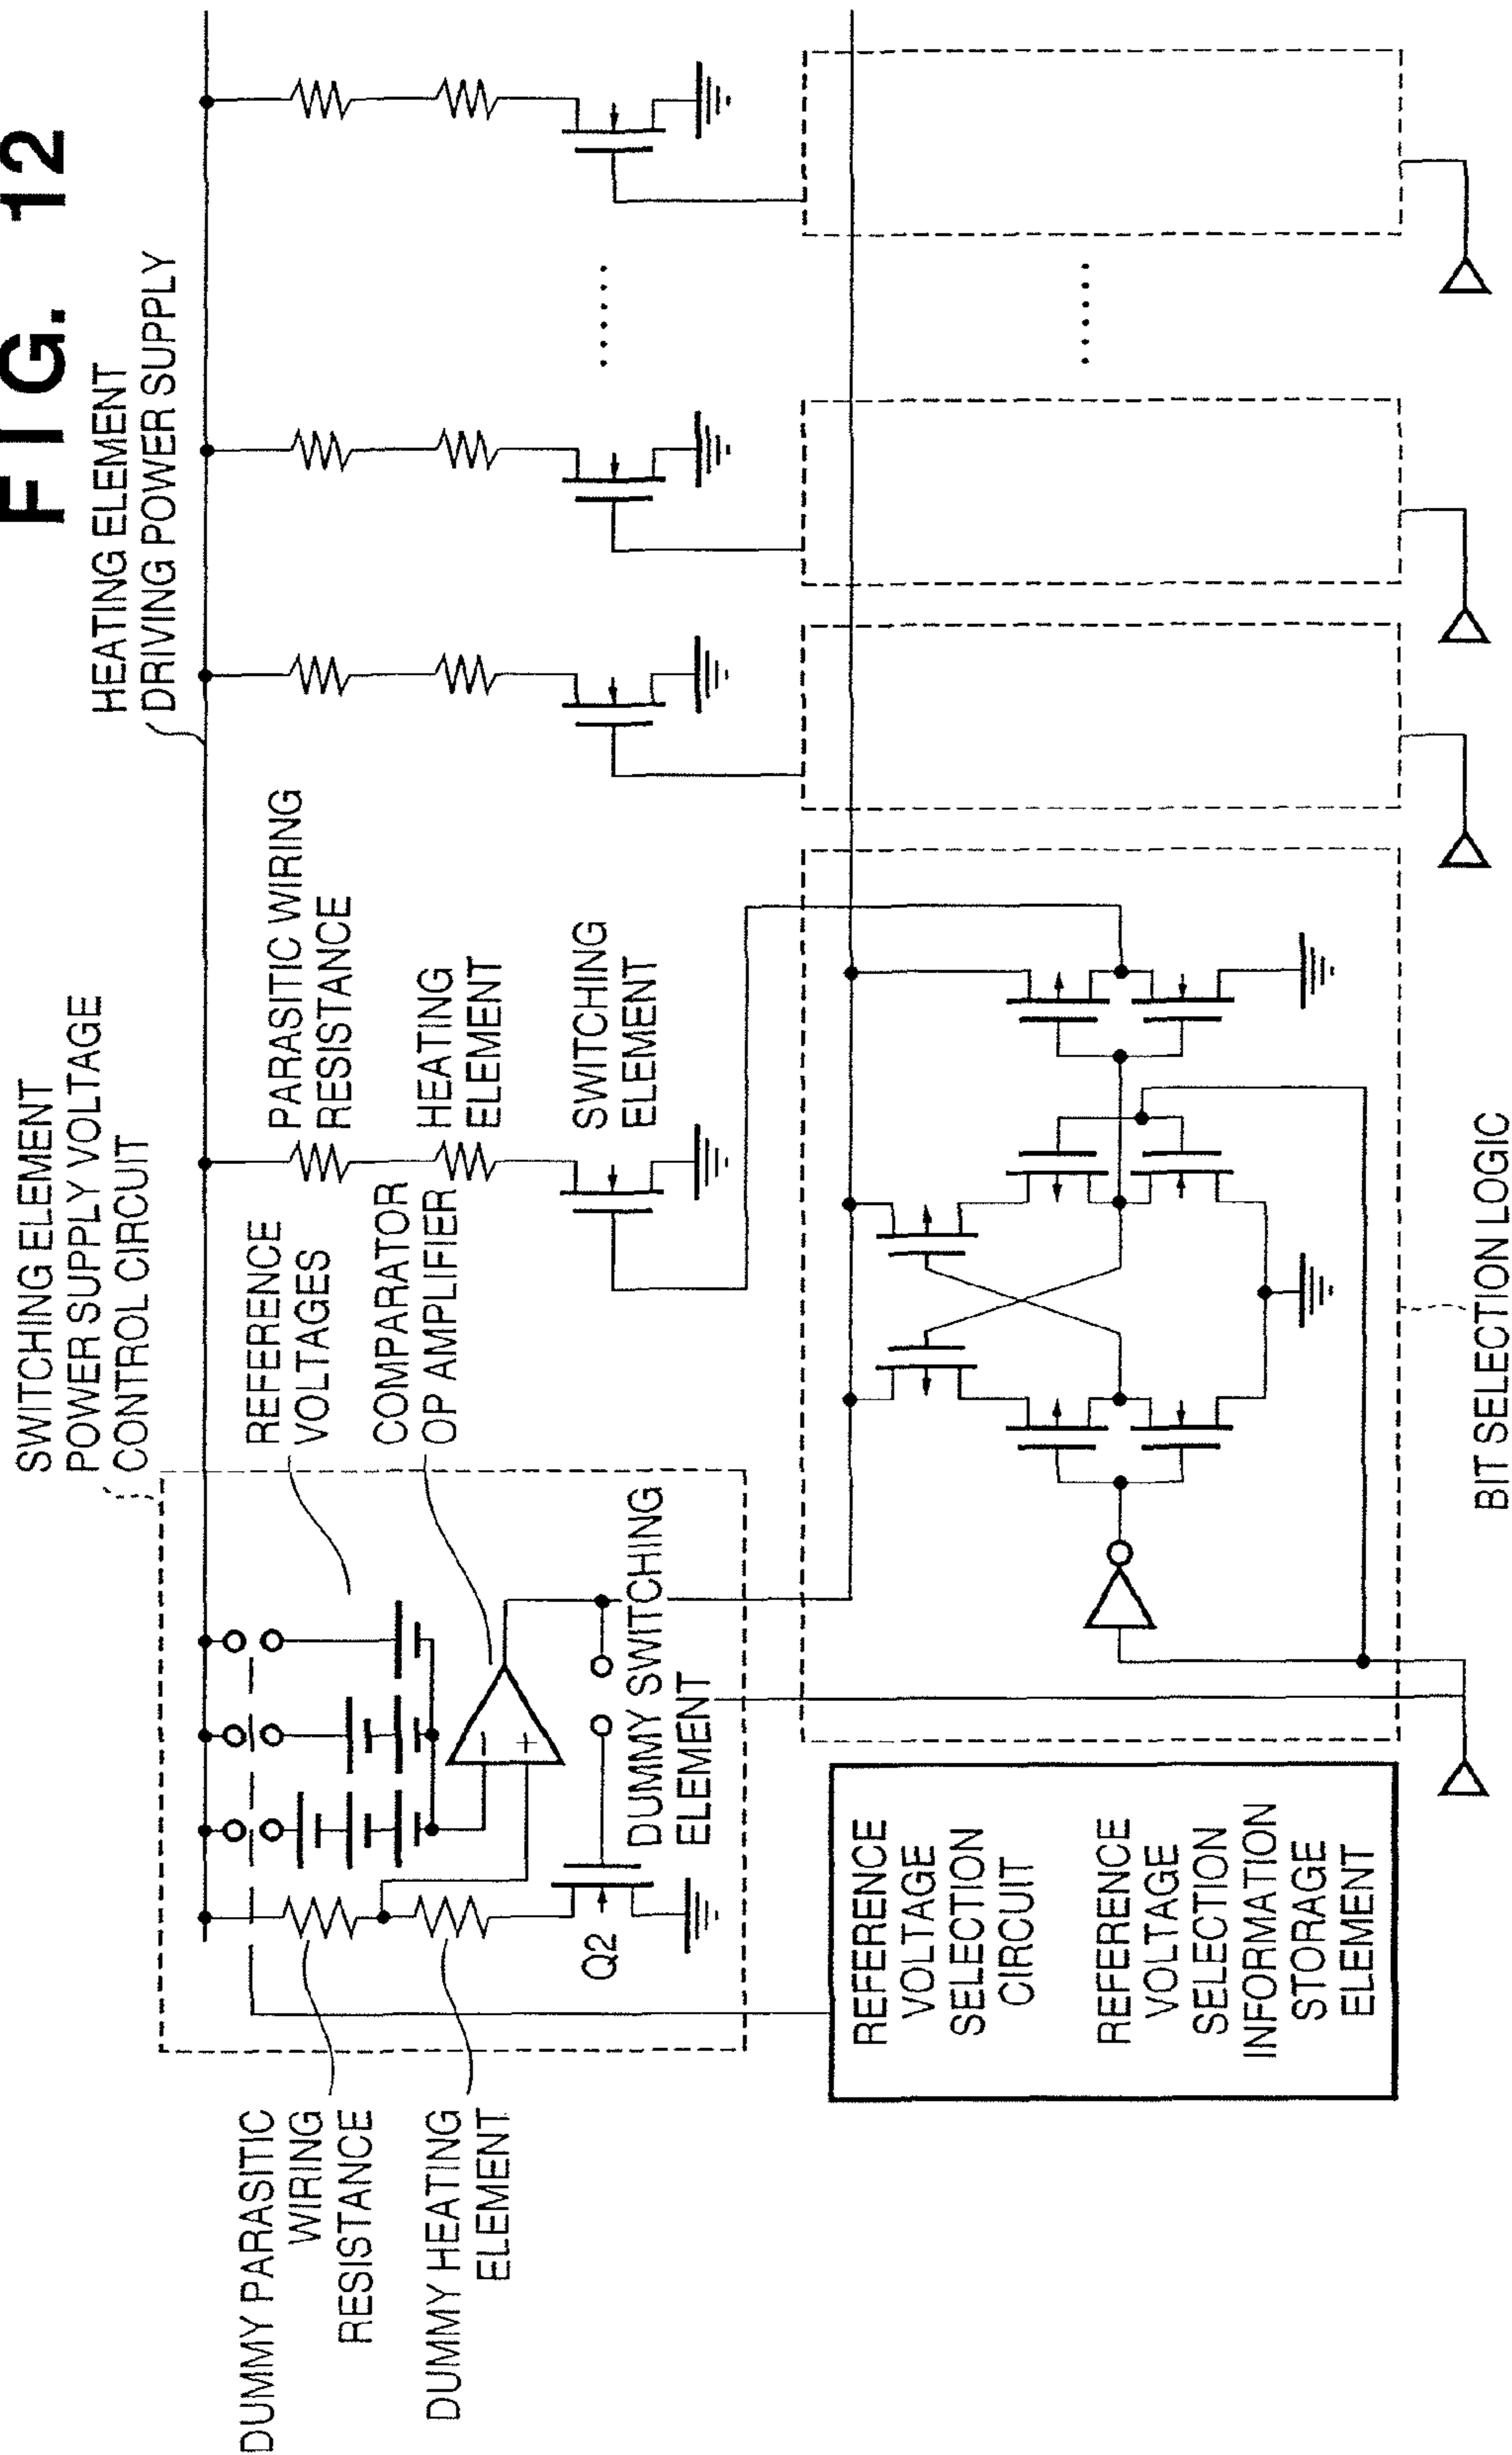 FIG. 12
HEATING ELEMENT
DRIVING POWER SUPPLY
SWITCHING ELEMENT
POWER SUPPLY VOLTAGE
CONTROL CIRCUIT
PARASITIC WIRING
RESISTANCE
HEATING
ELEMENT
SWITCHING
ELEMENT
REFERENCE
VOLTAGES
COMPARATOR
OP AMPLIFIER
−
+
DUMMY SWITCHING
ELEMENT
Q2
DUMMY PARASITIC
WIRING
RESISTANCE
DUMMY HEATING
ELEMENT
REFERENCE
VOLTAGE
SELECTION
CIRCUIT
REFERENCE
VOLTAGE
SELECTION
INFORMATION
STORAGE
ELEMENT
BIT SELECTION LOGIC